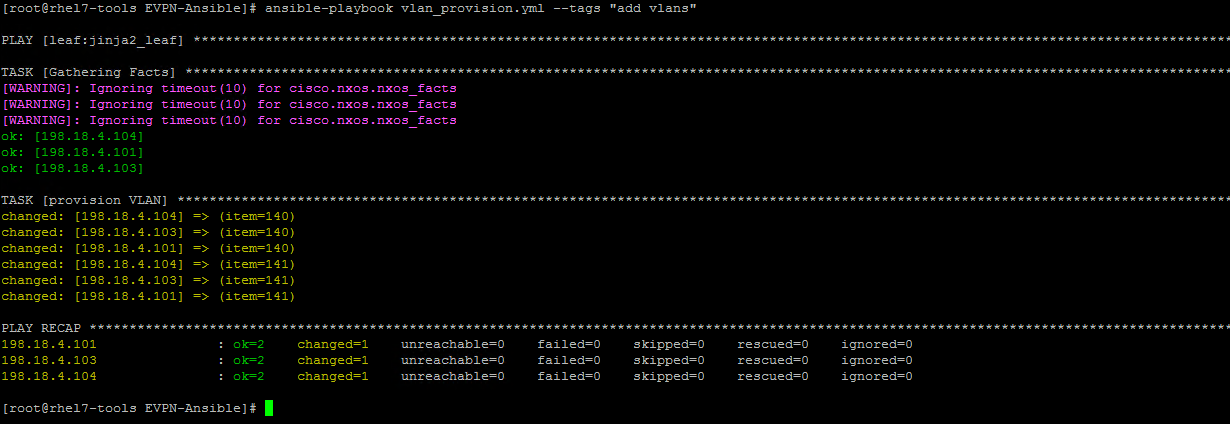 [root@rhel7-tools EVPN-Ansible]# ansible-playbook vlan_provision.yml --tags "add vlans"
PLAY [leaf:jinja2_leaf] **********************************************************************************************************************************
TASK [Gathering Facts] ***********************************************************************************************************************************
[WARNING]: Ignoring timeout(10) for cisco.nxos.nxos_facts
[WARNING]: Ignoring timeout(10) for cisco.nxos.nxos_facts
[WARNING]: Ignoring timeout(10) for cisco.nxos.nxos_facts
ok: [198.18.4.104]
ok: [198.18.4.101]
ok: [198.18.4.103]
TASK [provision VLAN] ************************************************************************************************************************************
changed: [198.18.4.104] => (item=140)
changed: [198.18.4.103] => (item=140)
changed: [198.18.4.101] => (item=140)
changed: [198.18.4.104] => (item=141)
changed: [198.18.4.103] => (item=141)
changed: [198.18.4.101] => (item=141)
PLAY RECAP ***********************************************************************************************************************************************
198.18.4.101               : ok=2    changed=1    unreachable=0    failed=0    skipped=0    rescued=0    ignored=0
198.18.4.103               : ok=2    changed=1    unreachable=0    failed=0    skipped=0    rescued=0    ignored=0
198.18.4.104               : ok=2    changed=1    unreachable=0    failed=0    skipped=0    rescued=0    ignored=0
[root@rhel7-tools EVPN-Ansible]#